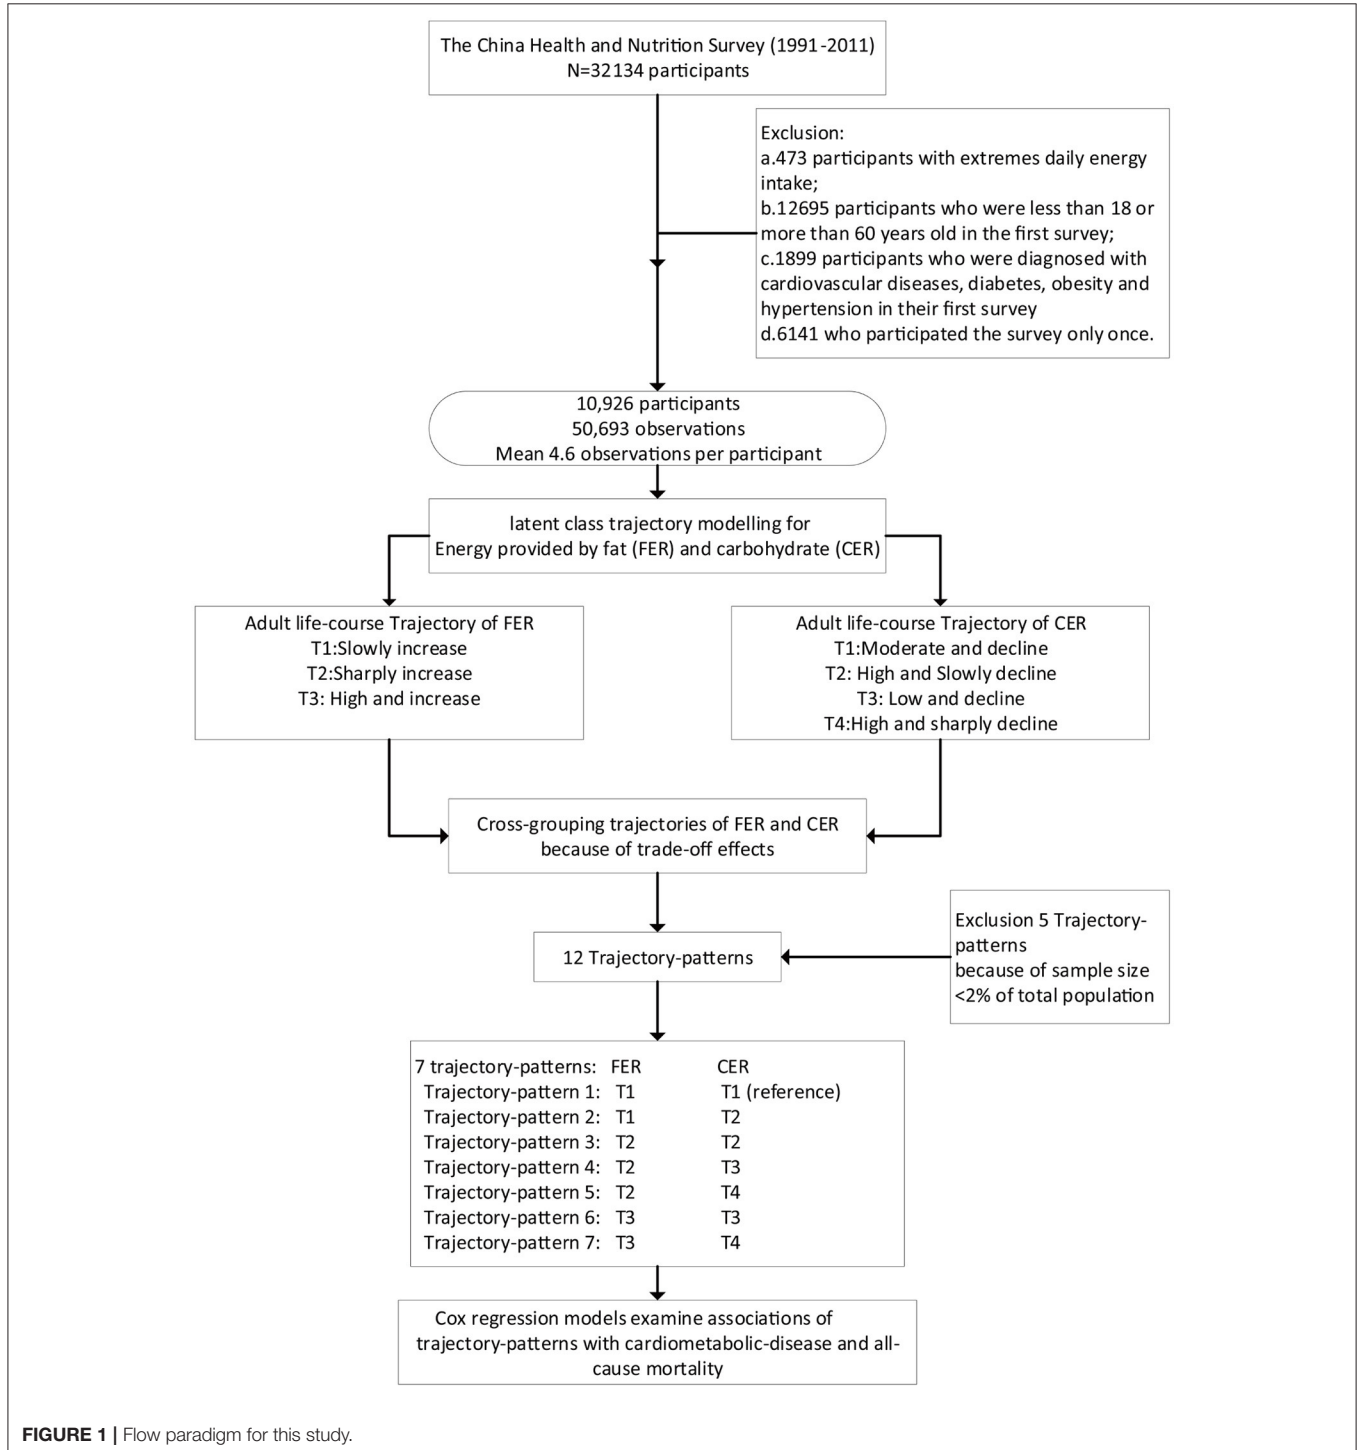 The China Health and Nutrition Survey (1991-2011)
N=32134 participants
Exclusion:
a.473 participants with extremes daily energy
intake;
b.12695 participants who were less than 18 or
more than 60 years old in the first survey;
c.1899 participants who were diagnosed with
cardiovascular diseases, diabetes, obesity and
hypertension in their first survey
d.6141 who participated the survey only once.
10,926 participants
50,693 observations
Mean 4.6 observations per participant
latent class trajectory modelling for
Energy provided by fat (FER) and carbohydrate (CER)
Adult life-course Trajectory of FER
T1:Slowly increase
T2:Sharply increase
T3: High and increase
Adult life-course Trajectory of CER
T1:Moderate and decline
T2: High and Slowly decline
T3: Low and decline
T4:High and sharply decline
Cross-grouping trajectories of FER and CER
because of trade-off effects
12 Trajectory-patterns
Exclusion 5 Trajectory-
patterns
because of sample size
<2% of total population
7 trajectory-patterns: FER CER
Trajectory-pattern 1: T1 T1 (reference)
Trajectory-pattern 2: T1 T2
Trajectory-pattern 3: T2 T2
Trajectory-pattern 4: T2 T3
Trajectory-pattern 5: T2 T4
Trajectory-pattern 6: T3 T3
Trajectory-pattern 7: T3 T4
Cox regression models examine associations of
trajectory-patterns with cardiometabolic-disease and all-
cause mortality
FIGURE 1 | Flow paradigm for this study.